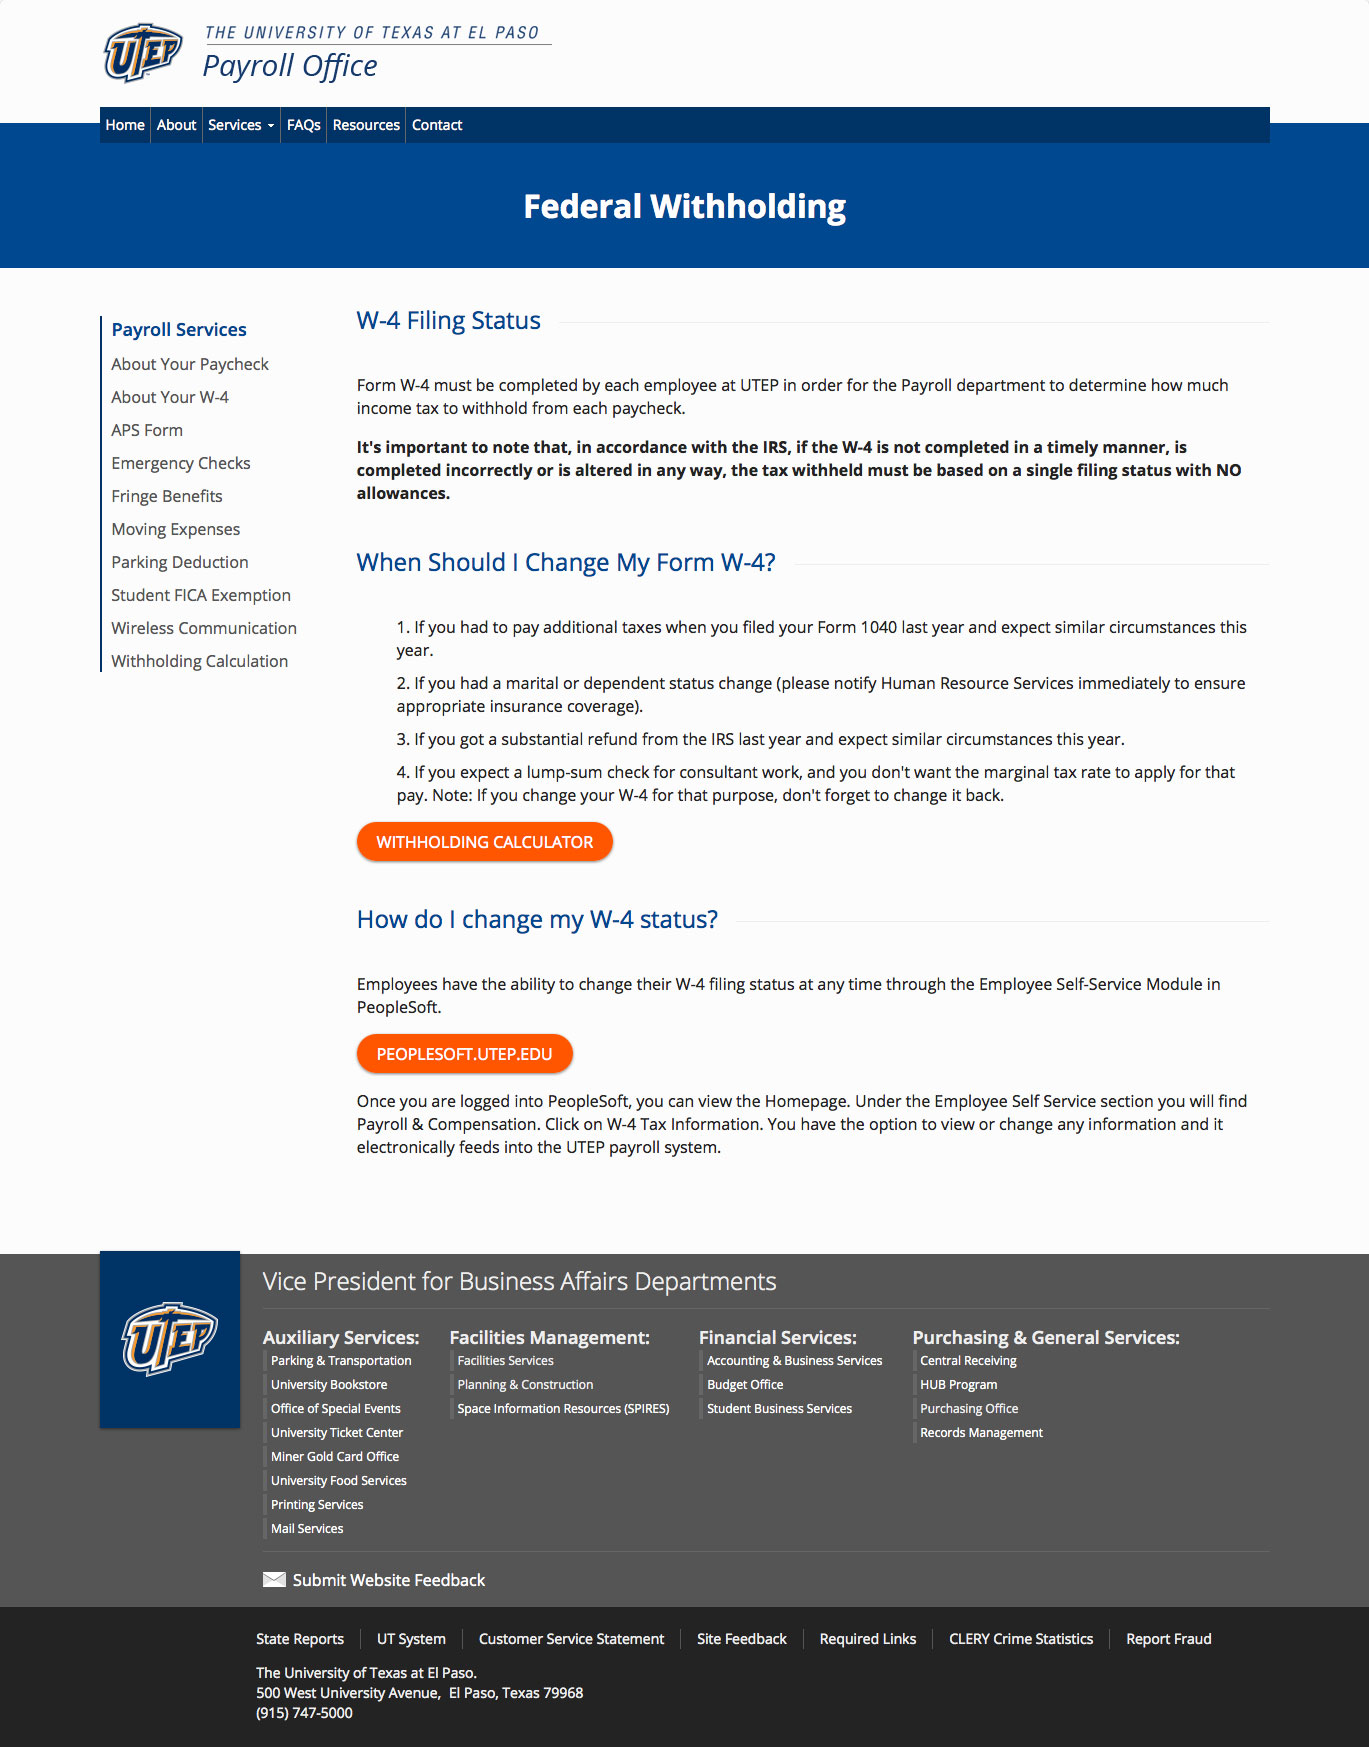 UTEP
THE UNIVERSITY OF TEXAS AT EL PASO
Payroll Office
Home About Services FAQs Resources Contact
Federal Withholding
Payroll Services
About Your Paycheck
About Your W-4
APS Form
Emergency Checks
Fringe Benefits
Moving Expenses
Parking Deduction
Student FICA Exemption
Wireless Communication
Withholding Calculation
W-4 Filing Status
Form W-4 must be completed by each employee at UTEP in order for the Payroll department to determine how much
income tax to withhold from each paycheck.
It's important to note that, in accordance with the IRS, if the W-4 is not completed in a timely manner, is
completed incorrectly or is altered in any way, the tax withheld must be based on a single filing status with NO
allowances.
When Should I Change My Form W-4?
1. If you had to pay additional taxes when you filed your Form 1040 last year and expect similar circumstances this
year.
2. If you had a marital or dependent status change (please notify Human Resource Services immediately to ensure
appropriate insurance coverage).
3. If you got a substantial refund from the IRS last year and expect similar circumstances this year.
4. If you expect a lump-sum check for consultant work, and you don't want the marginal tax rate to apply for that
pay. Note: If you change your W-4 for that purpose, don't forget to change it back.
WITHHOLDING CALCULATOR
How do I change my W-4 status?
Employees have the ability to change their W-4 filing status at any time through the Employee Self-Service Module in
PeopleSoft.
PEOPLESOFT.UTEP.EDU
Once you are logged into PeopleSoft, you can view the Homepage. Under the Employee Self Service section you will find
Payroll & Compensation. Click on W-4 Tax Information. You have the option to view or change any information and it
electronically feeds into the UTEP payroll system.
UTEP
Vice President for Business Affairs Departments
Auxiliary Services:
Parking & Transportation
University Bookstore
Office of Special Events
University Ticket Center
Miner Gold Card Office
University Food Services
Printing Services
Mail Services
Facilities Management:
Facilities Services
Planning & Construction
Space Information Resources (SPIRES)
Financial Services:
Accounting & Business Services
Budget Office
Student Business Services
Purchasing & General Services:
Central Receiving
HUB Program
Purchasing Office
Records Management
Submit Website Feedback
State Reports UT System Customer Service Statement Site Feedback Required Links CLERY Crime Statistics Report Fraud
The University of Texas at El Paso.
500 West University Avenue, El Paso, Texas 79968
(915) 747-5000